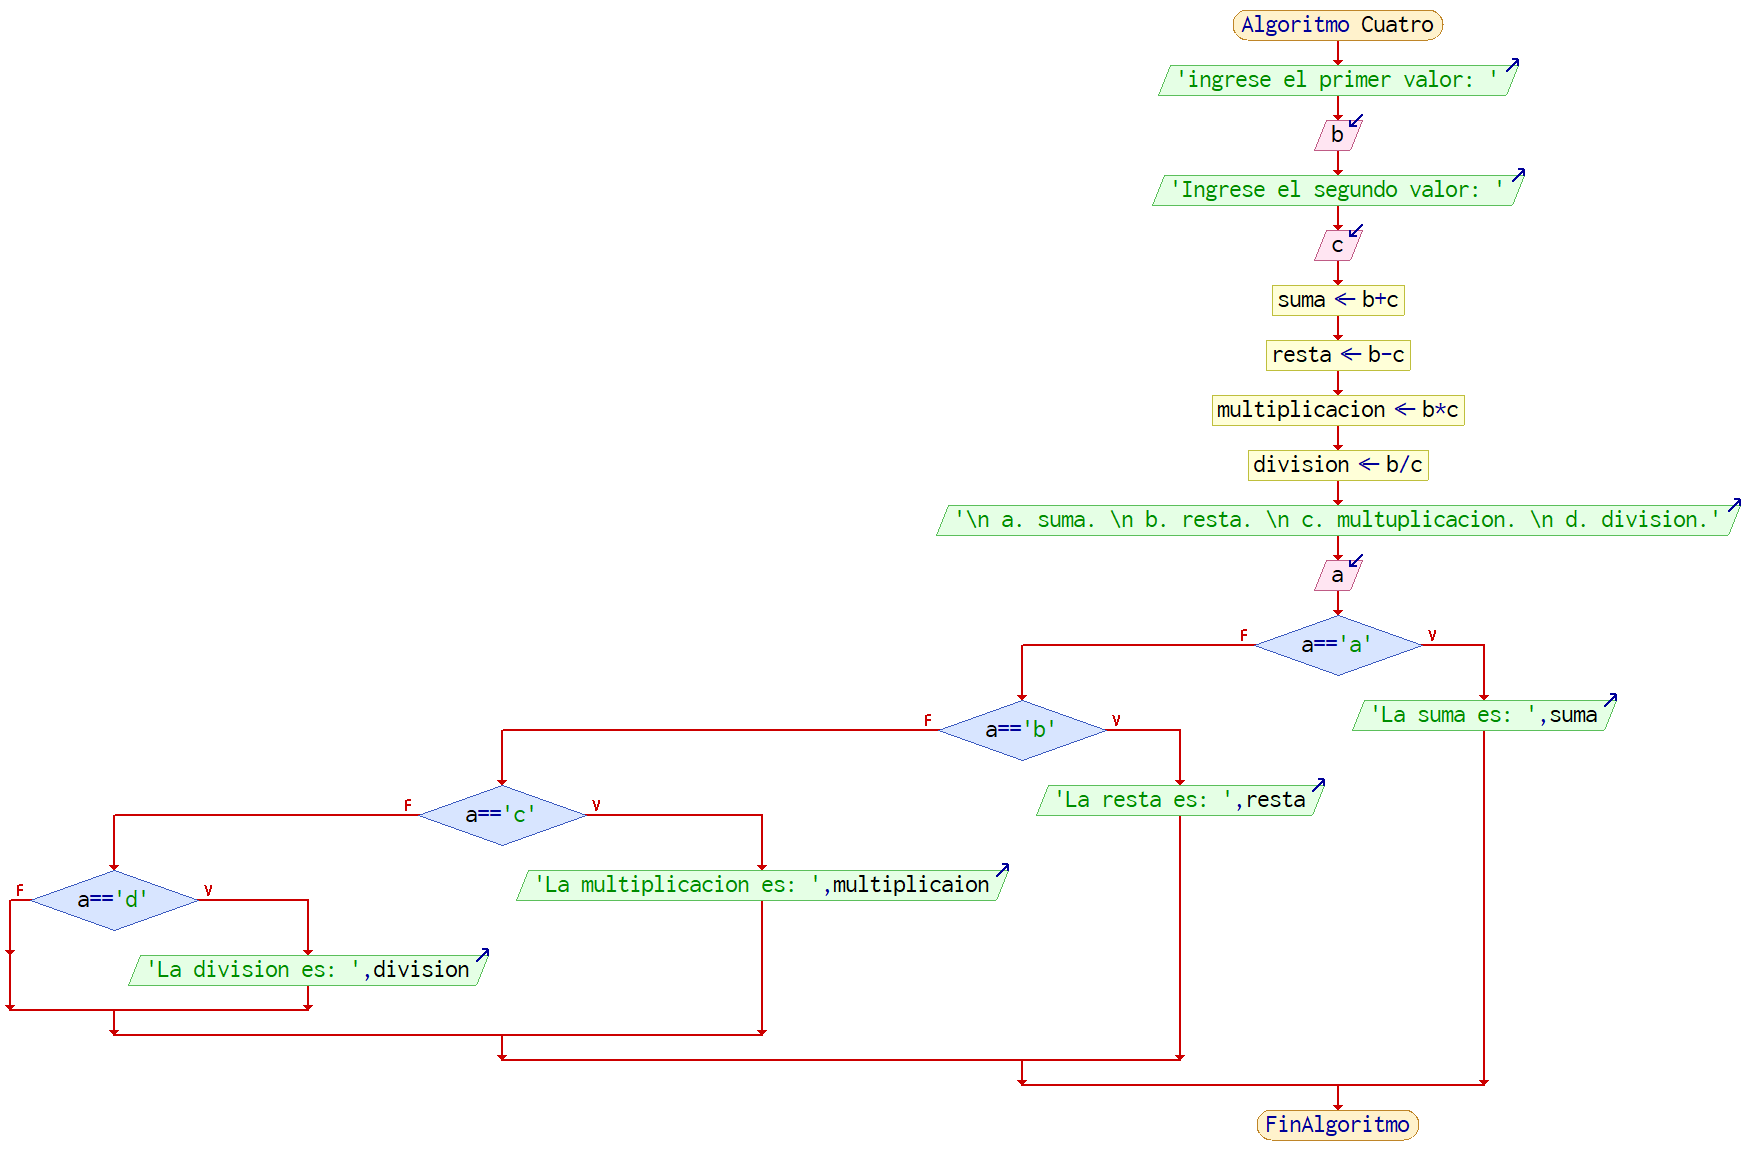 Algoritmo Cuatro
'ingrese el primer valor: '
b
'Ingrese el segundo valor: '
c
suma ← b+c
resta ← b-c
multiplicacion ← b*c
division ← b/c
'\n a. suma. \n b. resta. \n c. multuplicacion. \n d. division.'
a
F a=='a' V
'La suma es: ',suma
F a=='b' V
'La resta es: ',resta
F a=='c' V
'La multiplicacion es: ',multiplicaion
F a=='d' V
'La division es: ',division
FinAlgoritmo